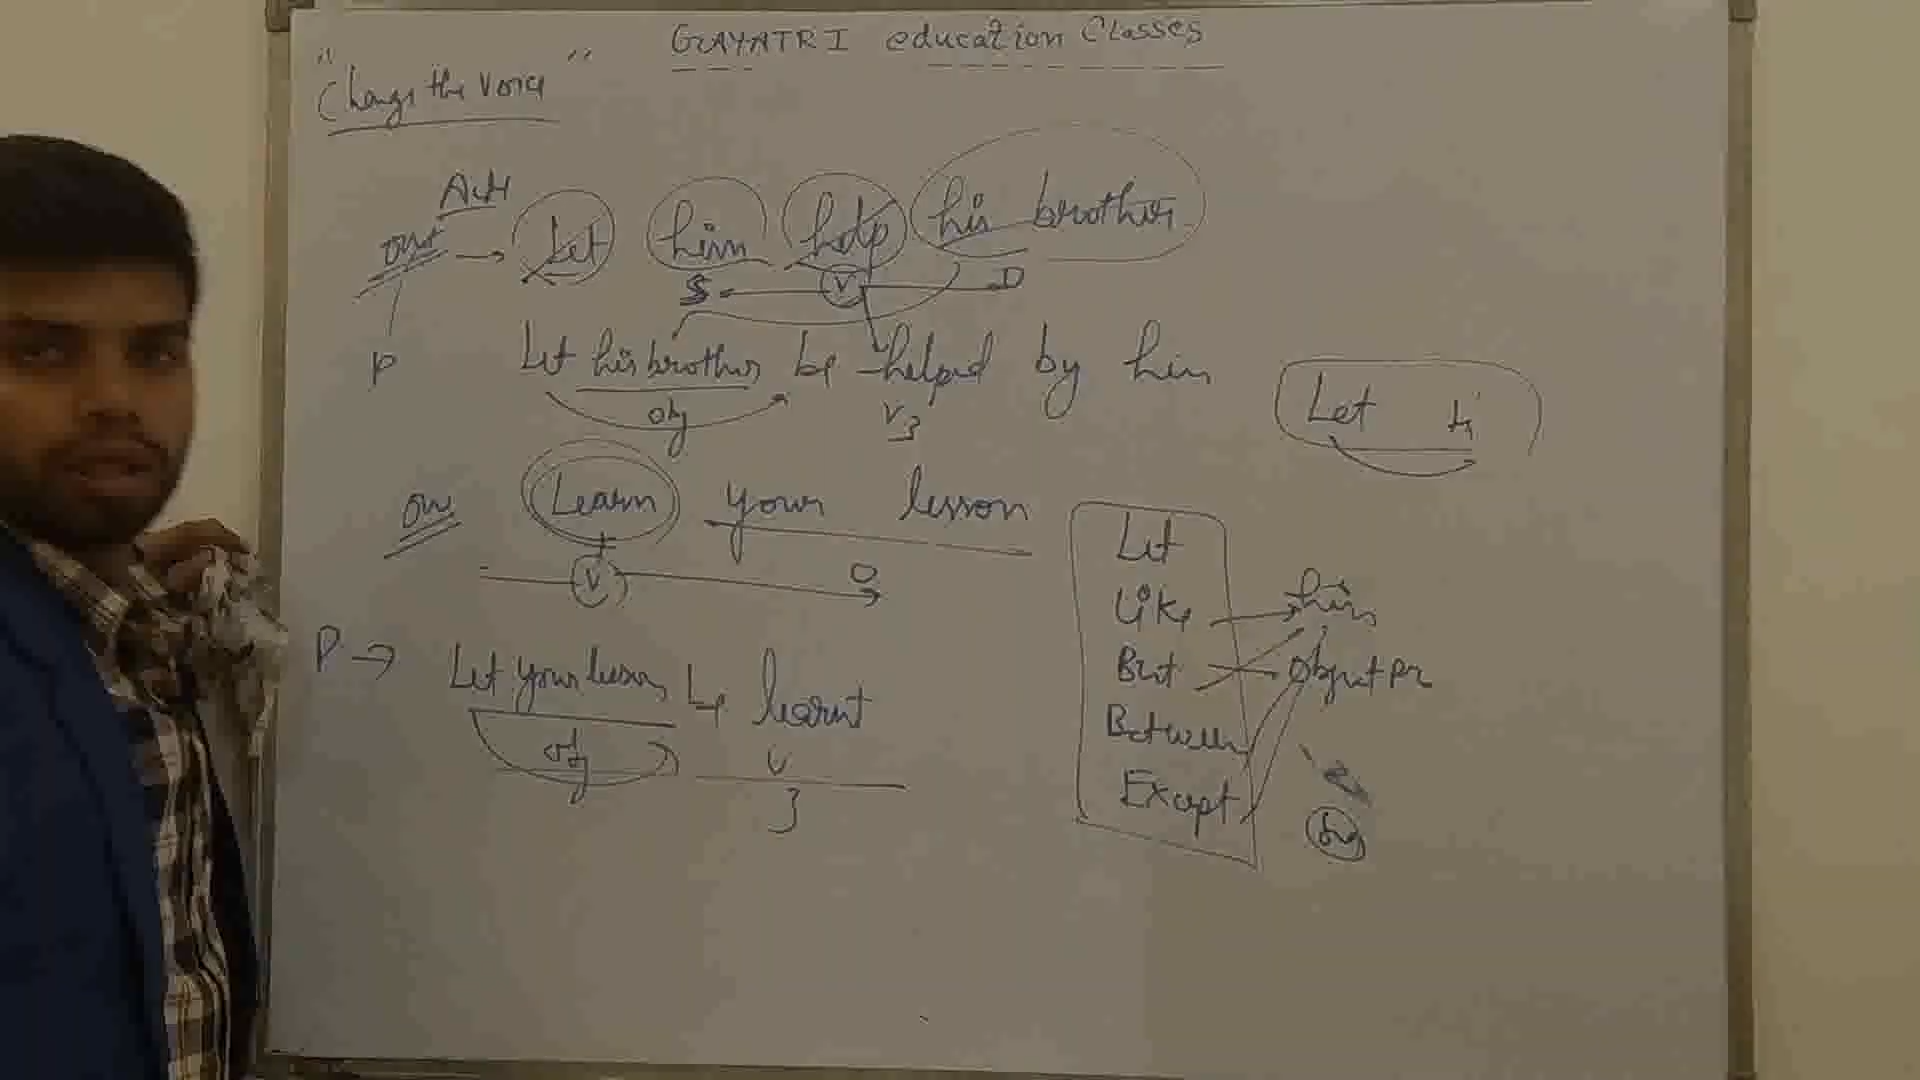 GAYATRI education Classes
"Change the Voice"
Act
Let him help his brother
S V O
P Let his brother be helped by him
obj V3
Let
Learn your lesson
V O
P → Let your lesson be learnt
obj V3
Let
Like him
But Object Pr
Between
Except